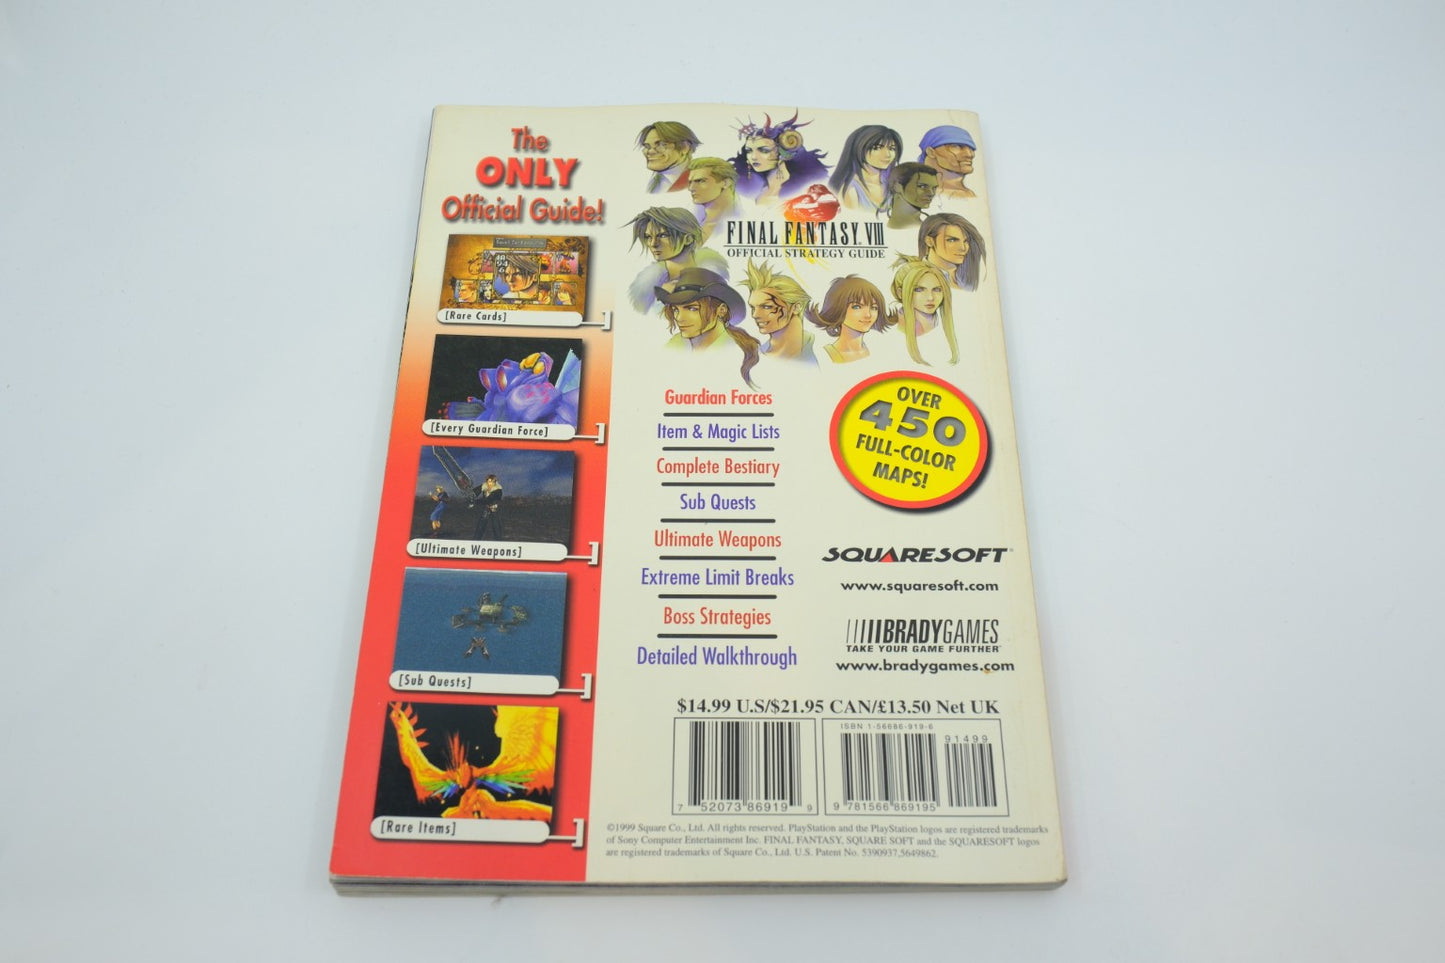 The
ONLY
Official Guide!
[Rare Cards]
[Every Guardian Force]
[Ultimate Weapons]
[Sub Quests]
[Rare Items]
FINAL FANTASY VIII
OFFICIAL STRATEGY GUIDE
Guardian Forces
Item & Magic Lists
Complete Bestiary
Sub Quests
Ultimate Weapons
Extreme Limit Breaks
Boss Strategies
Detailed Walkthrough
OVER
450
FULL-COLOR
MAPS!
SQUARESOFT
www.squaresoft.com
BRADYGAMES
TAKE YOUR GAME FURTHER
www.bradygames.com
$14.99 U.S/$21.95 CAN/£13.50 Net UK
7 52073 86919 9
ISBN 1-56686-919-6
91499
9 781566 869195
©1999 Square Co., Ltd. All rights reserved. PlayStation and the PlayStation logos are registered trademarks
of Sony Computer Entertainment Inc. FINAL FANTASY, SQUARE SOFT and the SQUARESOFT logos
are registered trademarks of Square Co., Ltd. U.S. Patent No. 5390937,5649862.